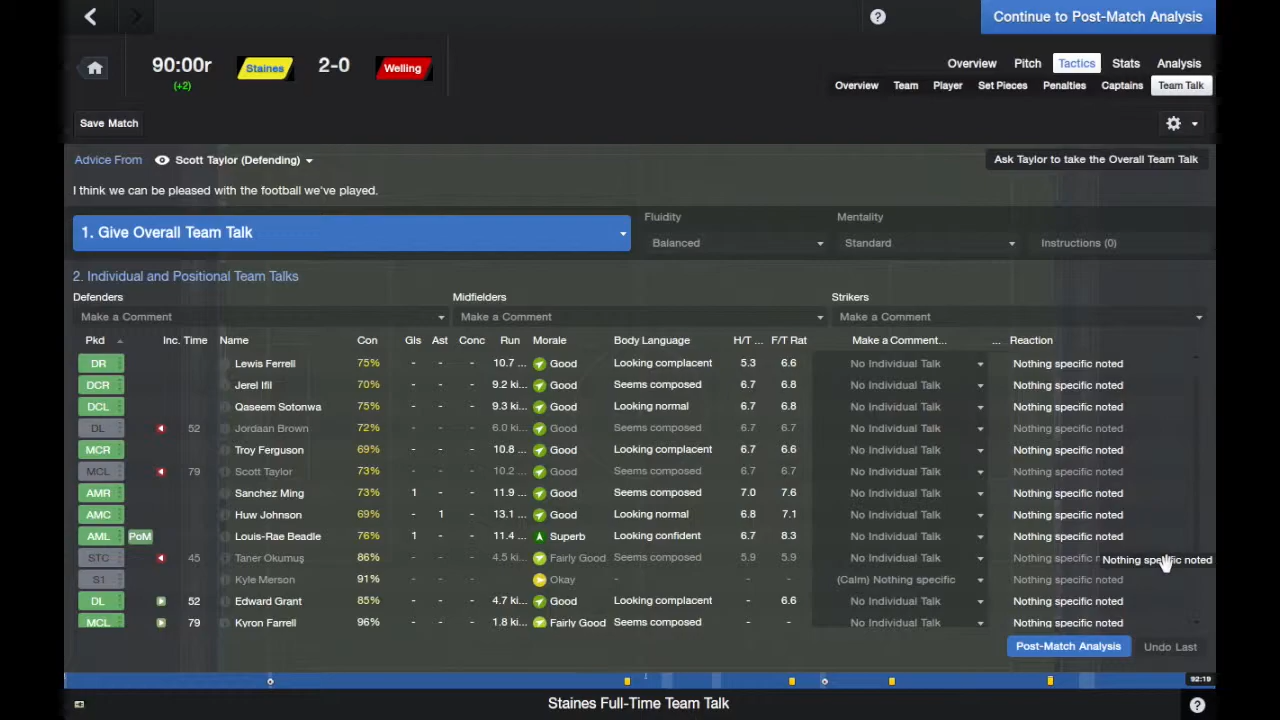 Continue to Post-Match Analysis
90:00r
(+2)
Staines
2-0
Welling
Overview Pitch Tactics Stats Analysis
Overview Team Player Set Pieces Penalties Captains Team Talk
Save Match
Advice From Scott Taylor (Defending)
Ask Taylor to take the Overall Team Talk
I think we can be pleased with the football we've played.
1. Give Overall Team Talk
Fluidity
Balanced
Mentality
Standard
Instructions (0)
2. Individual and Positional Team Talks
Defenders Midfielders Strikers
Make a Comment Make a Comment Make a Comment
Pkd Inc. Time Name Con Gls Ast Conc Run Morale Body Language H/T ... F/T Rat Make a Comment... ... Reaction
DR Lewis Ferrell 75% - - - 10.7 ... Good Looking complacent 5.3 6.6 No Individual Talk Nothing specific noted
DCR Jerel Ifil 70% - - - 9.2 ki... Good Seems composed 6.7 6.8 No Individual Talk Nothing specific noted
DCL Qaseem Sotonwa 75% - - - 9.3 ki... Good Looking normal 6.7 6.8 No Individual Talk Nothing specific noted
DL 52 Jordaan Brown 72% - - - 6.0 ki... Good Seems composed 6.7 6.7 No Individual Talk Nothing specific noted
MCR Troy Ferguson 69% - - - 10.8 ... Good Looking complacent 6.7 6.6 No Individual Talk Nothing specific noted
MCL 79 Scott Taylor 73% - - - 10.2 ... Good Seems composed 6.6 6.7 No Individual Talk Nothing specific noted
AMR Sanchez Ming 73% 1 - - 11.9 ... Good Seems composed 7.0 7.6 No Individual Talk Nothing specific noted
AMC Huw Johnson 69% - 1 - 13.1 ... Good Looking normal 6.8 7.1 No Individual Talk Nothing specific noted
AML PoM Louis-Rae Beadle 76% 1 - - 11.4 ... Superb Looking confident 6.7 8.3 No Individual Talk Nothing specific noted
STC 45 Taner Okumuş 86% - - - 4.5 ki... Fairly Good Seems composed 5.9 5.9 No Individual Talk Nothing specific n
Nothing specific noted
S1 Kyle Merson 91% - - - - Okay - - - (Calm) Nothing specific Nothing specific noted
DL 52 Edward Grant 85% - - - 4.7 ki... Good Looking complacent - 6.6 No Individual Talk Nothing specific noted
MCL 79 Kyron Farrell 96% - - - 1.8 ki... Fairly Good Seems composed - - No Individual Talk Nothing specific noted
Post-Match Analysis Undo Last
92:19
Staines Full-Time Team Talk